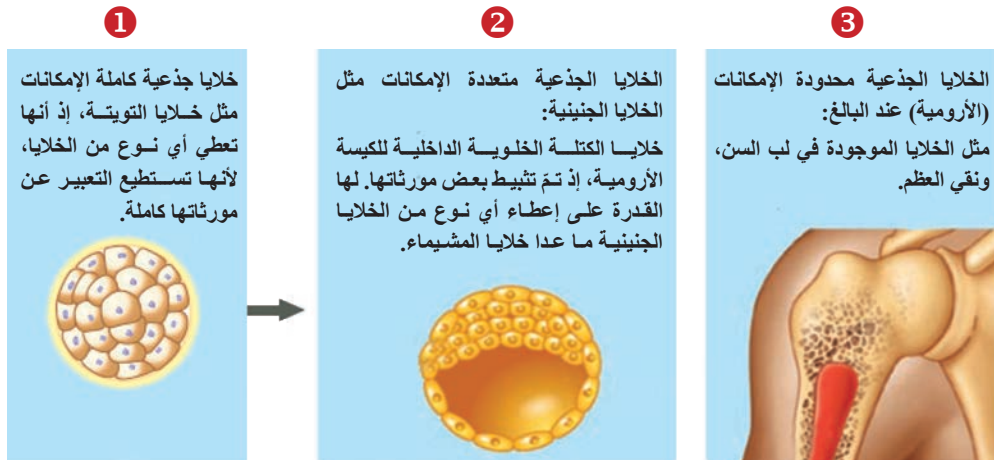 1
خلايا جذعية كاملة الإمكانات
مثل خلايا التويتة، إذ أنها
تعطي أي نوع من الخلايا،
لأنها تستطيع التعبير عن
مورثاتها كاملة.
2
الخلايا الجذعية متعددة الإمكانات مثل
الخلايا الجنينية:
خلايا الكتلة الخلوية الداخلية للكيسة
الأرومية، إذ تمّ تثبيط بعض مورثاتها. لها
القدرة على إعطاء أي نوع من الخلايا
الجنينية ما عدا خلايا المشيماء.
3
الخلايا الجذعية محدودة الإمكانات
(الأرومية) عند البالغ:
مثل الخلايا الموجودة في لب السن،
ونقي العظم.